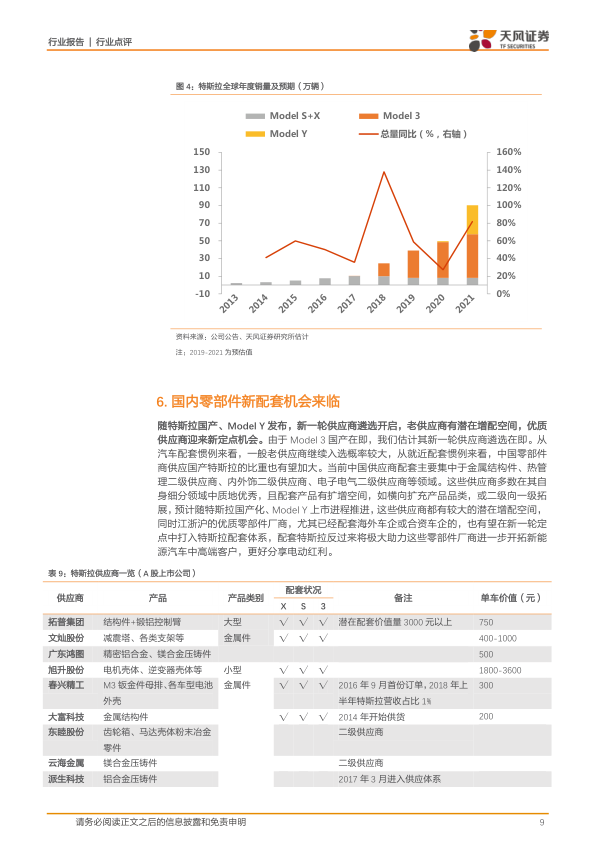 行业报告 | 行业点评
天风证券
TF SECURITIES
图 4：特斯拉全球年度销量及预期（万辆）
Model S+X
Model 3
Model Y
总量同比（%，右轴）
150 160%
130 140%
110 120%
90 100%
70 80%
50 60%
30 40%
10 20%
-10 0%
2013 2014 2015 2016 2017 2018 2019 2020 2021
资料来源：公司公告、天风证券研究所估计
注：2019-2021 为预估值
6. 国内零部件新配套机会来临
随特斯拉国产、Model Y 发布，新一轮供应商遴选开启，老供应商有潜在增配空间，优质
供应商迎来新定点机会。由于 Model 3 国产在即，我们估计其新一轮供应商遴选在即。从
汽车配套惯例来看，一般老供应商继续入选概率较大，从就近配套惯例来看，中国零部件
商供应国产特斯拉的比重也有望加大。当前中国供应商配套主要集中于金属结构件、热管
理二级供应商、内外饰二级供应商、电子电气二级供应商等领域。这些供应商多数在其自
身细分领域中质地优秀，且配套产品有扩增空间，如横向扩充产品品类，或二级向一级拓
展，预计随特斯拉国产化、Model Y 上市进程推进，这些供应商都有较大的潜在增配空间，
同时江浙沪的优质零部件厂商，尤其已经配套海外车企或合资车企的，也有望在新一轮定
点中打入特斯拉配套体系，配套特斯拉反过来将极大助力这些零部件厂商进一步开拓新能
源汽车中高端客户，更好分享电动红利。
表 9：特斯拉供应商一览（A 股上市公司）
供应商 产品 产品类别 配套状况 备注 单车价值（元）
X S 3
拓普集团 结构件+锻铝控制臂 大型 √ √ √ 潜在配套价值量 3000 元以上 750
文灿股份 减震塔、各类支架等 金属件 √ √ √ 400-1000
广东鸿图 精密铝合金、镁合金压铸件 500
旭升股份 电机壳体、逆变器壳体等 小型 √ √ √ 1800-3600
春兴精工 M3 钣金件母排、各车型电池 金属件 √ √ √ 2016 年 9 月首份订单，2018 年上 300
外壳 半年特斯拉营收占比 1%
大富科技 金属结构件 √ √ √ 2014 年开始供货 200
东睦股份 齿轮箱、马达壳体粉末冶金 二级供应商
零件
云海金属 镁合金压铸件 二级供应商
派生科技 铝合金压铸件 2017 年 3 月进入供应体系
请务必阅读正文之后的信息披露和免责申明 9